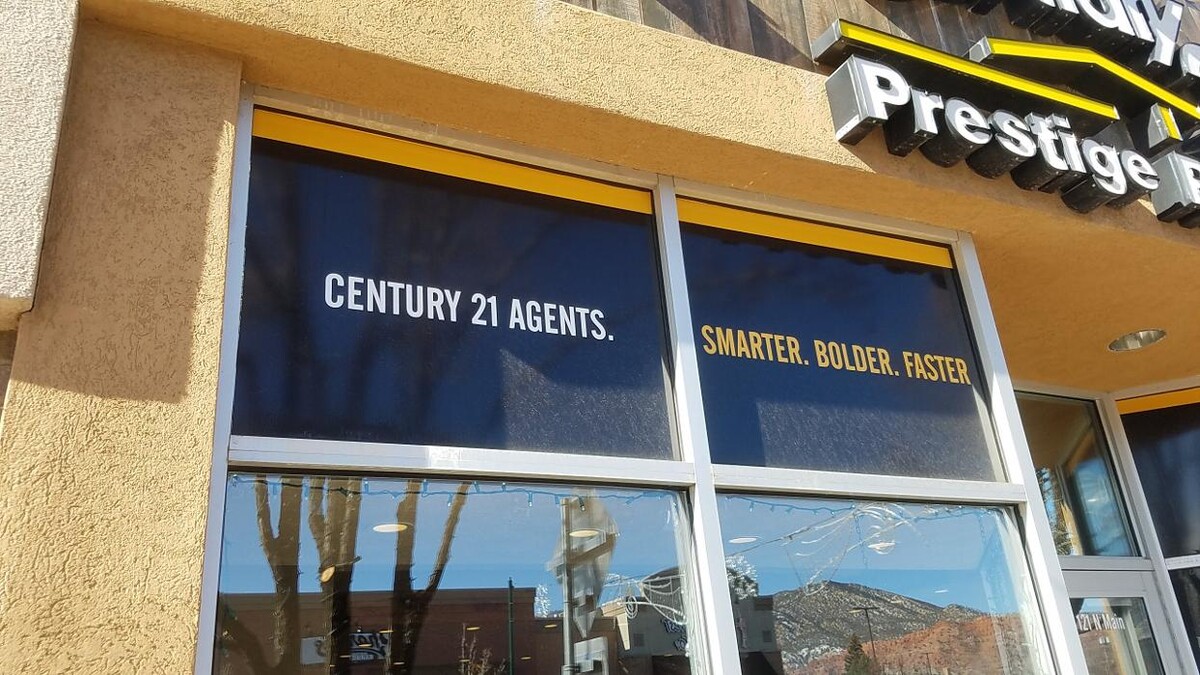 Prestige
CENTURY 21 AGENTS.
SMARTER. BOLDER. FASTER
121 N Main